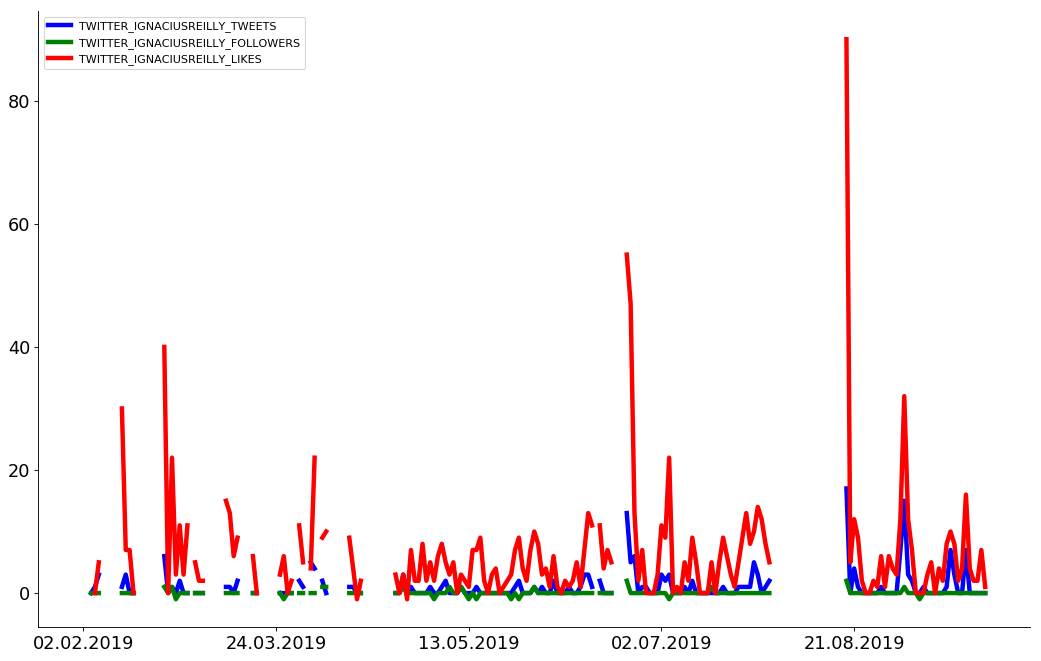 TWITTER_IGNACIUSREILLY_TWEETS
TWITTER_IGNACIUSREILLY_FOLLOWERS
TWITTER_IGNACIUSREILLY_LIKES
80
60
40
20
0
02.02.2019 24.03.2019 13.05.2019 02.07.2019 21.08.2019